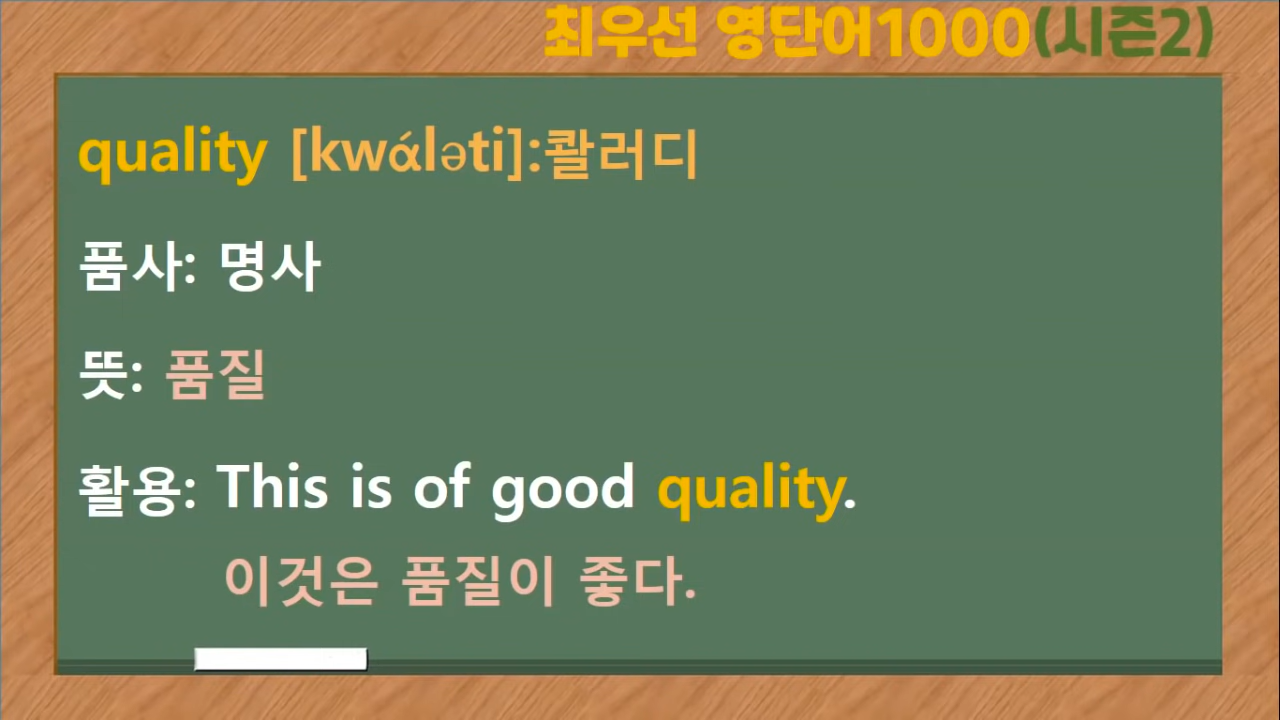 최우선 영단어1000(시즌2)
quality [kwάləti]:콸러디
품사: 명사
뜻: 품질
활용: This is of good quality.
이것은 품질이 좋다.